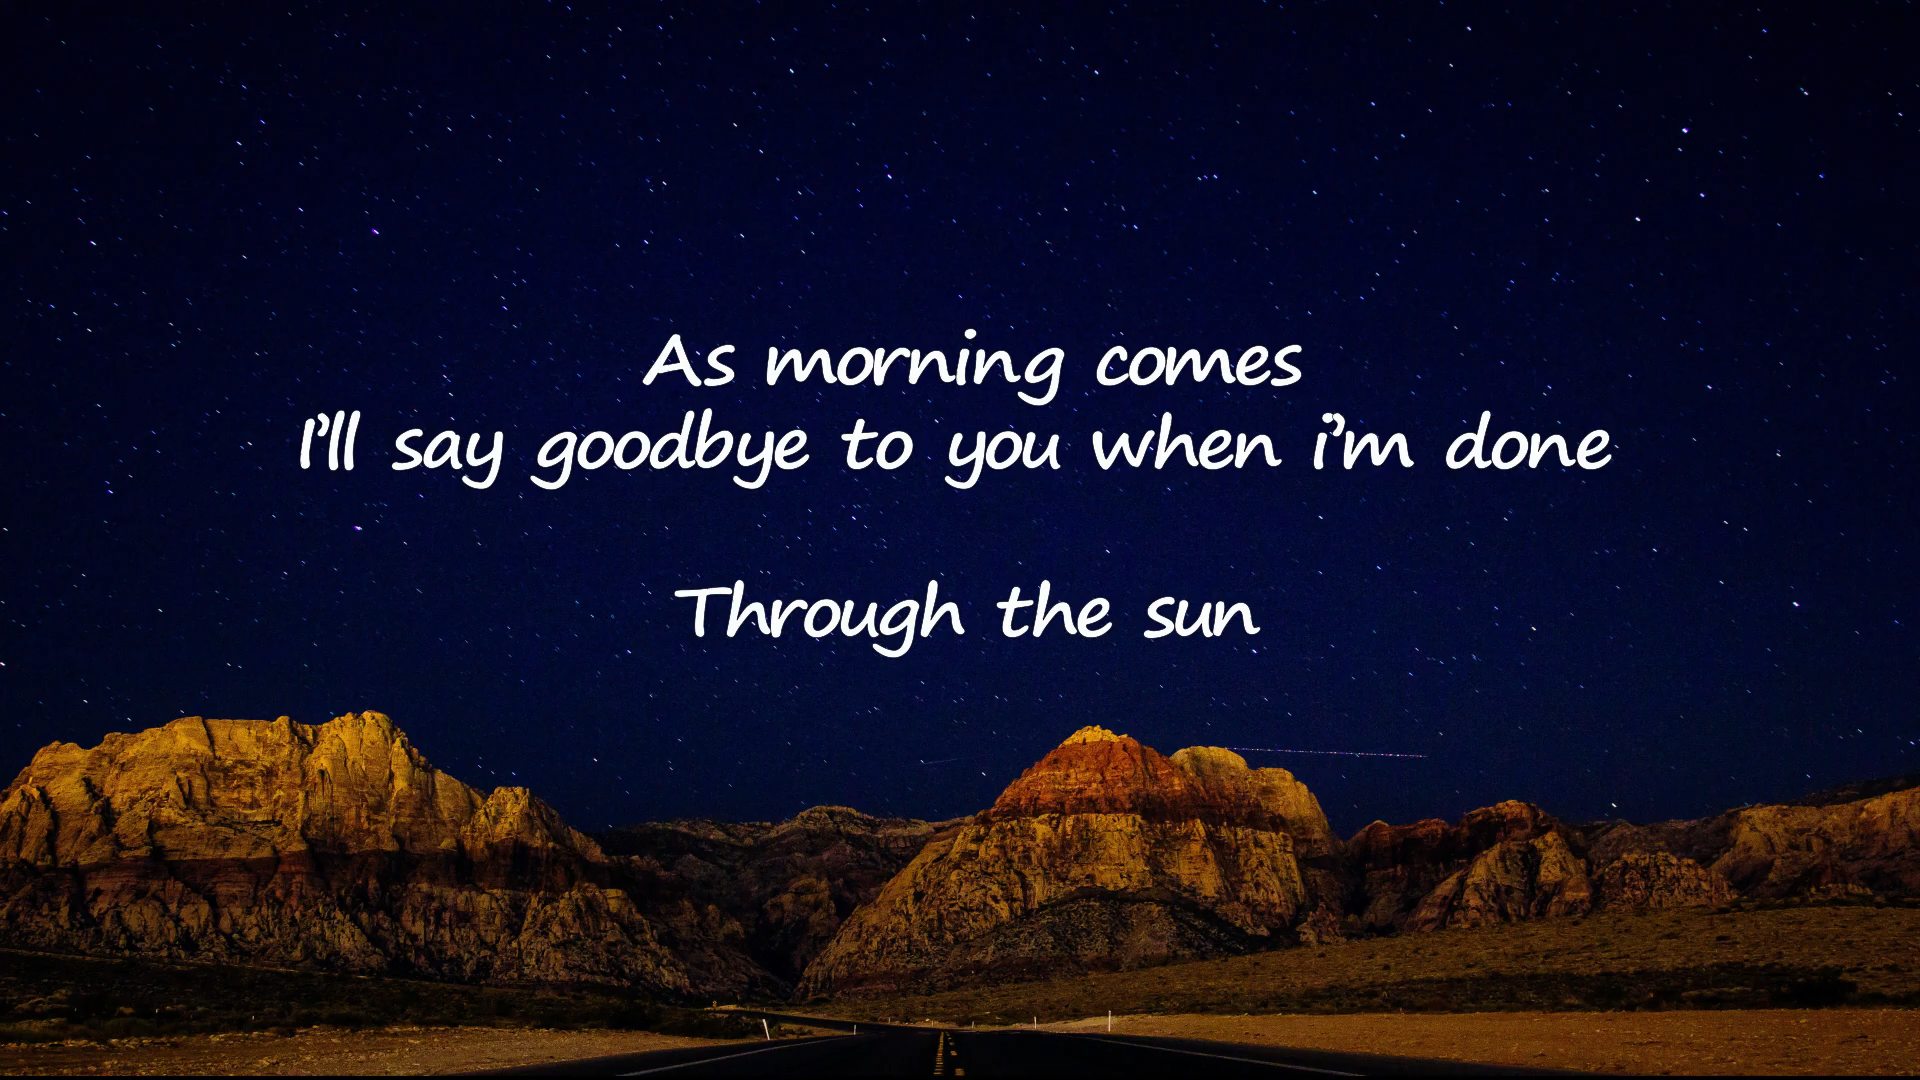 As morning comes
I'll say goodbye to you when i'm done
Through the sun